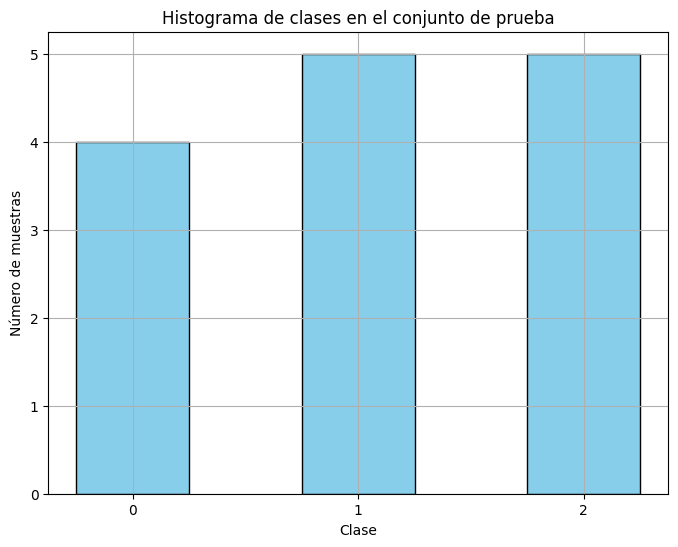 Histograma de clases en el conjunto de prueba
5
4
3
2
1
0
Número de muestras
0 1 2
Clase